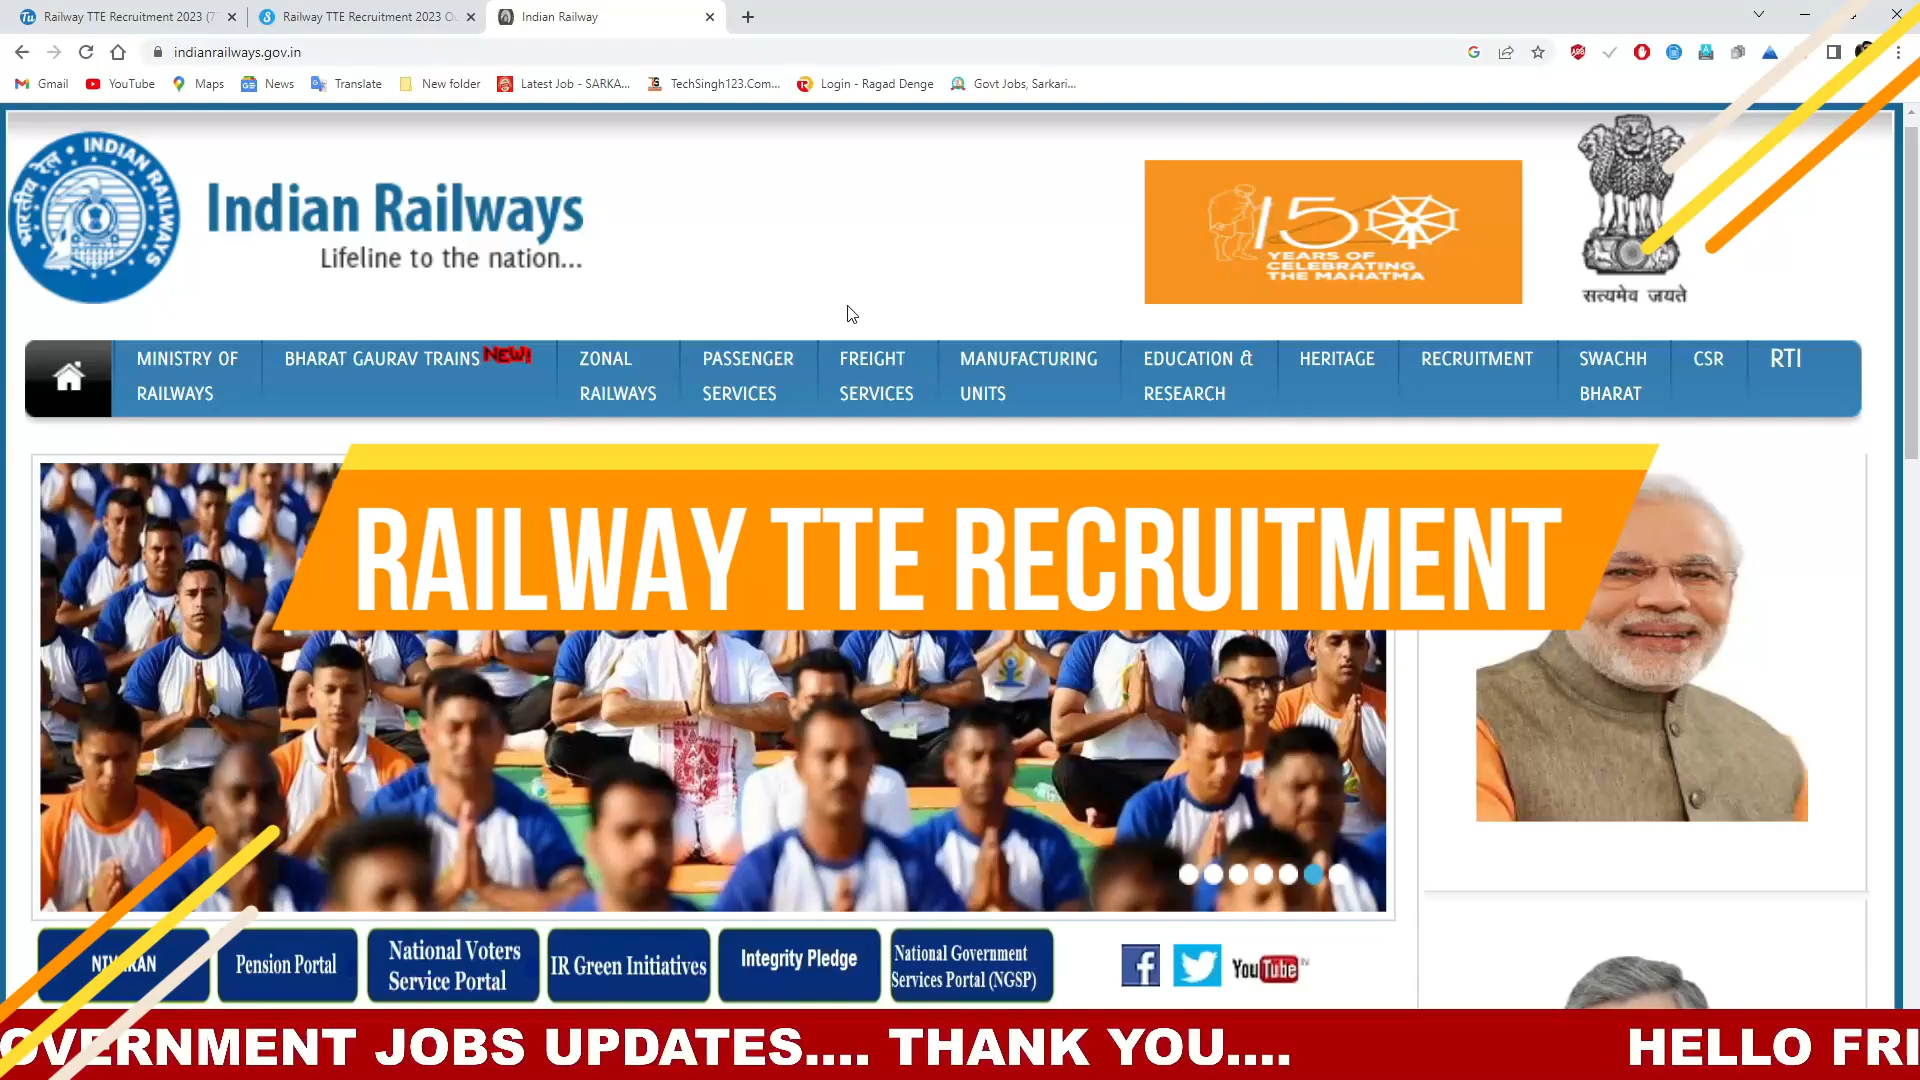 Railway TTE Recruitment 2023 (7
Railway TTE Recruitment 2023 Ou
Indian Railway
indianrailways.gov.in
Gmail
YouTube
Maps
News
Translate
New folder
Latest Job - SARKA...
TechSingh123.Com...
Login - Ragad Denge
Govt Jobs, Sarkari...
भारतीय रेल
INDIAN RAILWAYS
Indian Railways
Lifeline to the nation...
150
YEARS OF
CELEBRATING
THE MAHATMA
सत्यमेव जयते
MINISTRY OF
RAILWAYS
BHARAT GAURAV TRAINS NEW!
ZONAL
RAILWAYS
PASSENGER
SERVICES
FREIGHT
SERVICES
MANUFACTURING
UNITS
EDUCATION &
RESEARCH
HERITAGE
RECRUITMENT
SWACHH
BHARAT
CSR
RTI
RAILWAY TTE RECRUITMENT
Pension Portal
National Voters
Service Portal
IR Green Initiatives
Integrity Pledge
National Government
Services Portal (NGSP)
YouTube
OVERNMENT JOBS UPDATES.... THANK YOU....
HELLO FRI